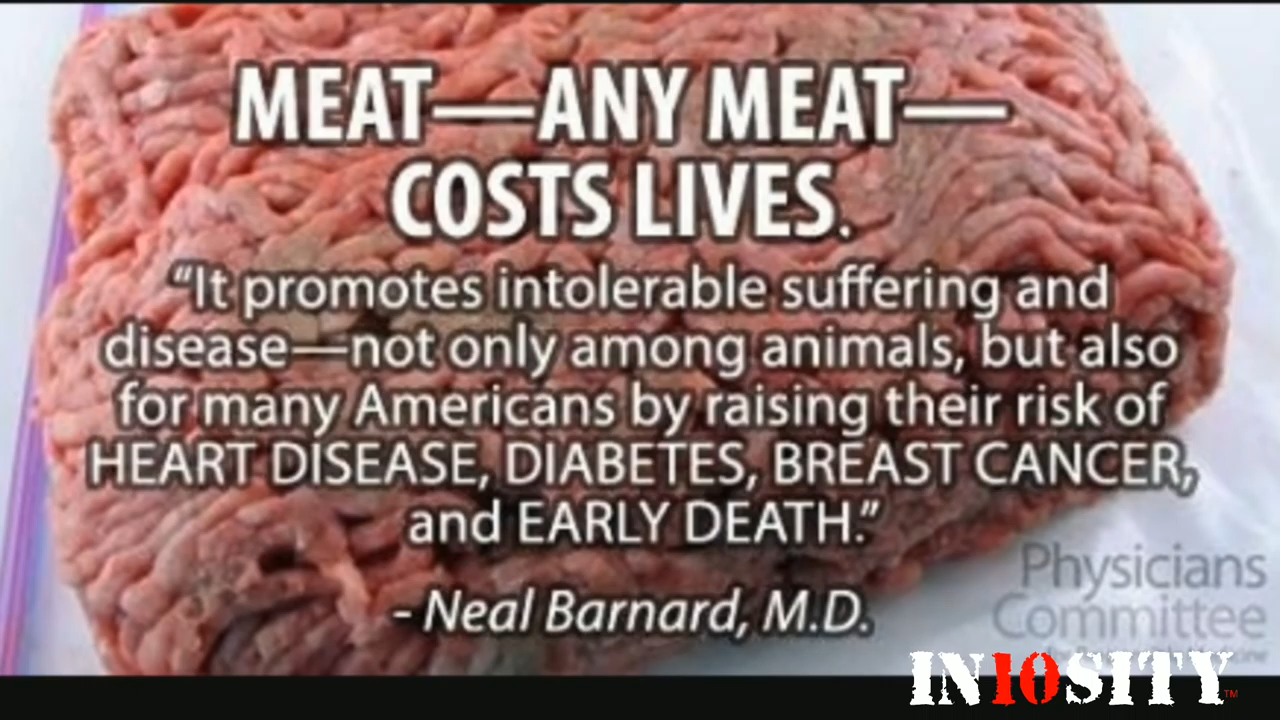 MEAT—ANY MEAT—
COSTS LIVES.
“It promotes intolerable suffering and
disease—not only among animals, but also
for many Americans by raising their risk of
HEART DISEASE, DIABETES, BREAST CANCER,
and EARLY DEATH.”
- Neal Barnard, M.D.
Physicians
Committee
IN10SITY™